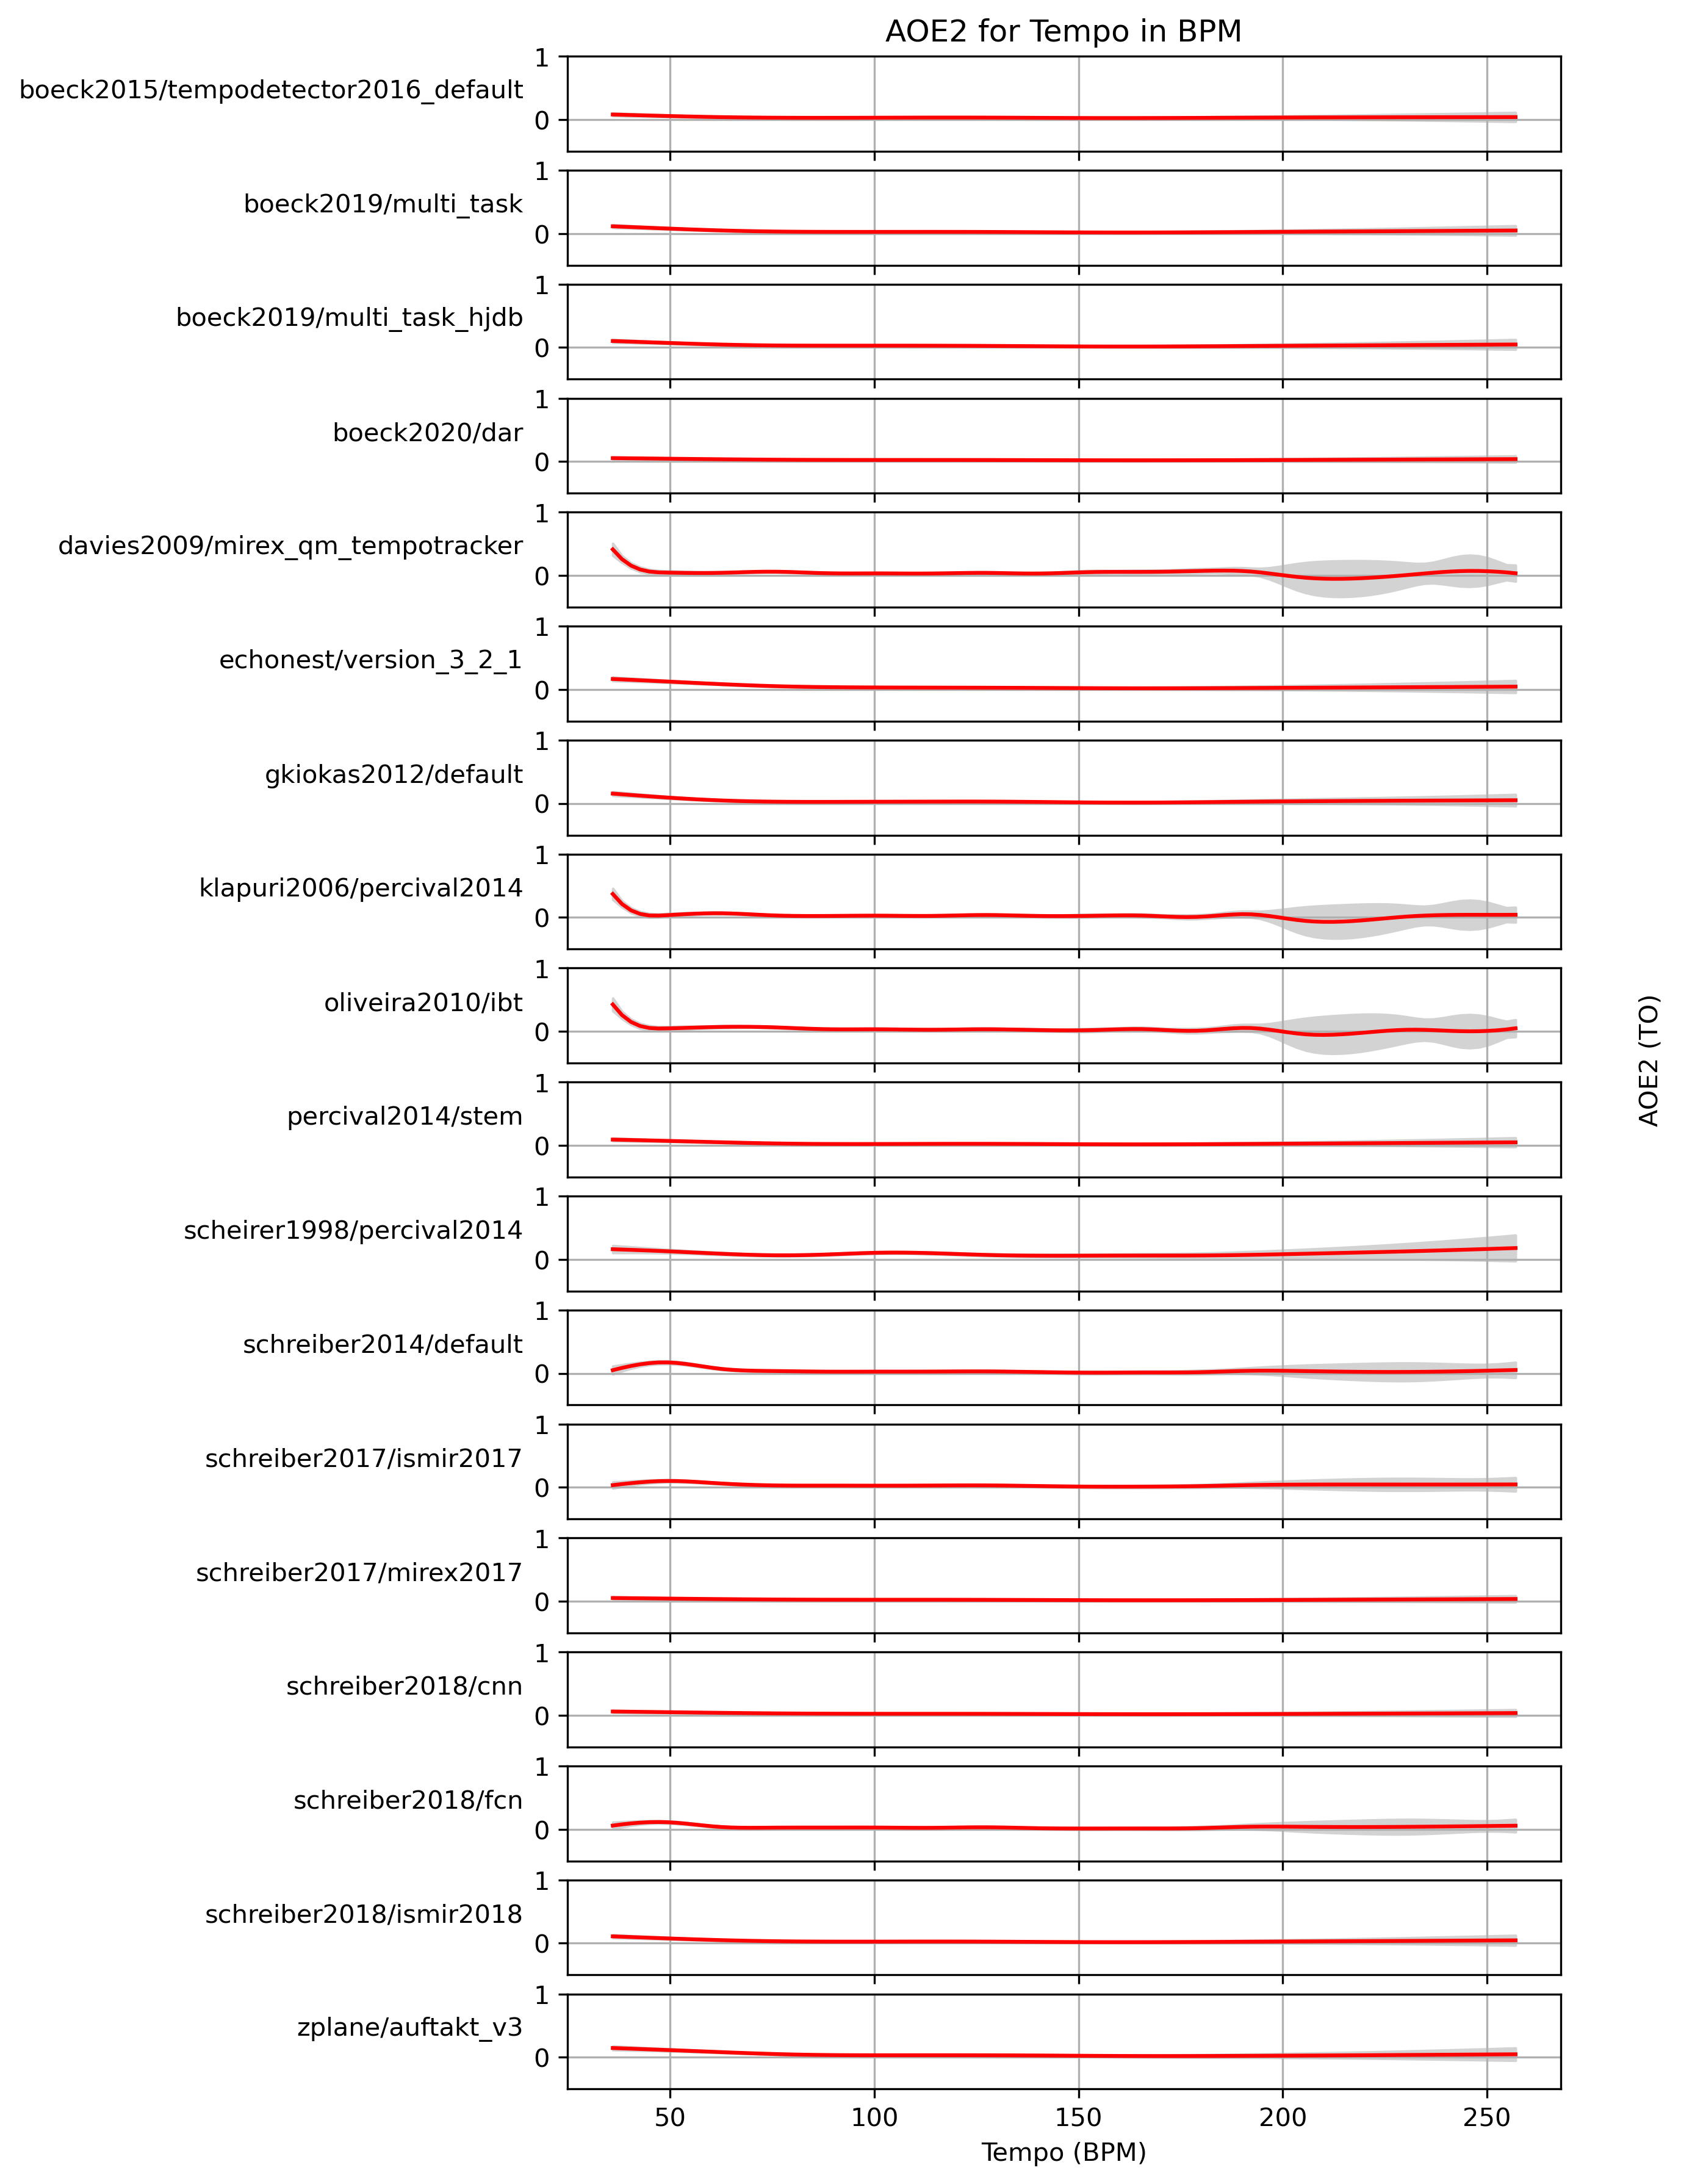 AOE2 for Tempo in BPM
boeck2015/tempodetector2016_default
1
0
boeck2019/multi_task
1
0
boeck2019/multi_task_hjdb
1
0
boeck2020/dar
1
0
davies2009/mirex_qm_tempotracker
1
0
echonest/version_3_2_1
1
0
gkiokas2012/default
1
0
klapuri2006/percival2014
1
0
oliveira2010/ibt
1
0
percival2014/stem
1
0
scheirer1998/percival2014
1
0
schreiber2014/default
1
0
schreiber2017/ismir2017
1
0
schreiber2017/mirex2017
1
0
schreiber2018/cnn
1
0
schreiber2018/fcn
1
0
schreiber2018/ismir2018
1
0
zplane/auftakt_v3
1
0
50 100 150 200 250
Tempo (BPM)
AOE2 (TO)